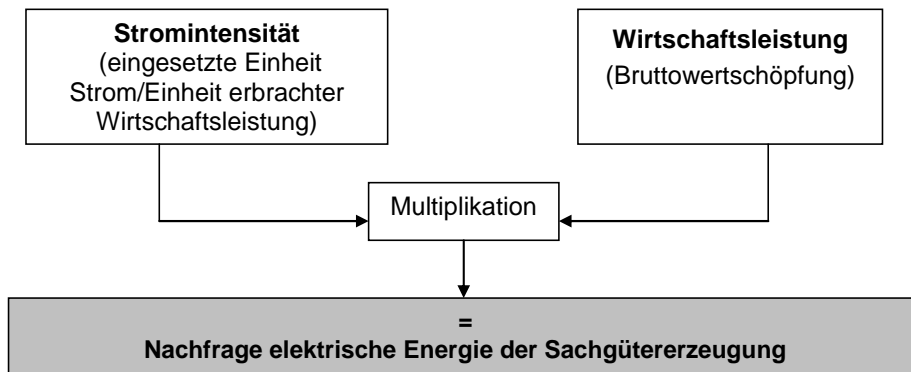 Stromintensität
(eingesetzte Einheit
Strom/Einheit erbrachter
Wirtschaftsleistung)
Wirtschaftsleistung
(Bruttowertschöpfung)
Multiplikation
=
Nachfrage elektrische Energie der Sachgütererzeugung